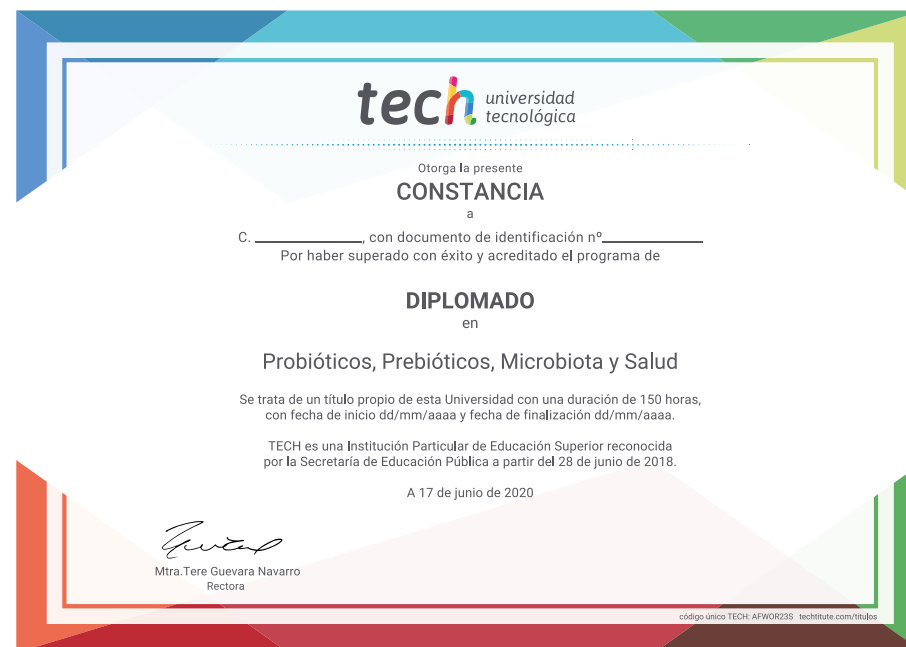 tech universidad
tecnológica
Otorga la presente
CONSTANCIA
a
C. ____________, con documento de identificación nº____________
Por haber superado con éxito y acreditado el programa de
DIPLOMADO
en
Probióticos, Prebióticos, Microbiota y Salud
Se trata de un título propio de esta Universidad con una duración de 150 horas,
con fecha de inicio dd/mm/aaaa y fecha de finalización dd/mm/aaaa.
TECH es una Institución Particular de Educación Superior reconocida
por la Secretaría de Educación Pública a partir del 28 de junio de 2018.
A 17 de junio de 2020
Mtra.Tere Guevara Navarro
Rectora
código único TECH: AFWOR23S techtitute.com/titulos